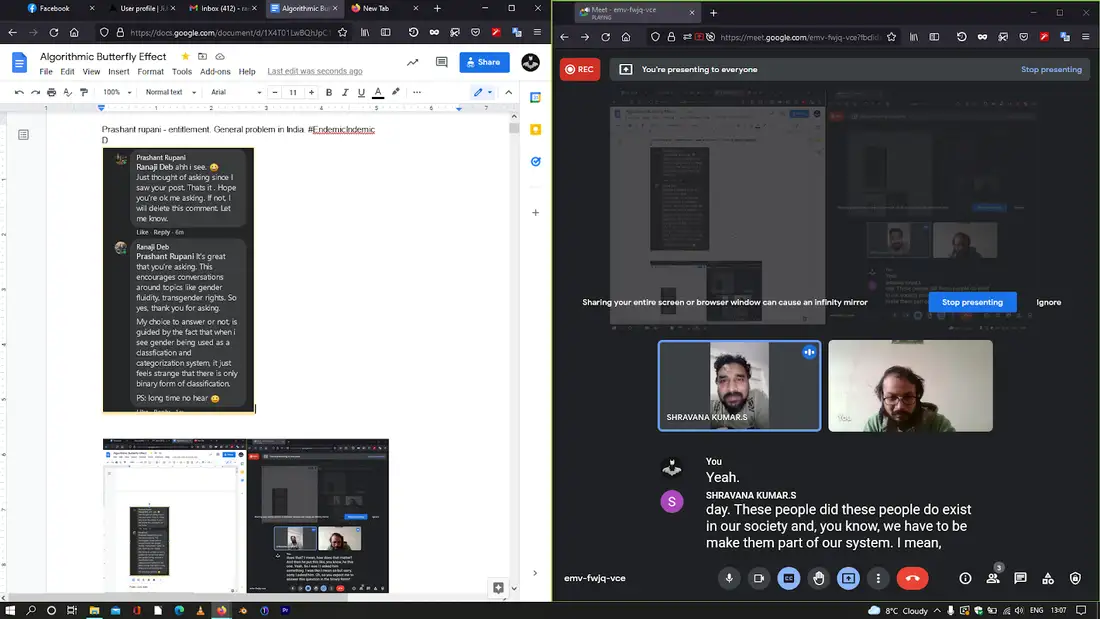 Facebook
User profile | JU
Inbox (412) - ra
Algorithmic Butterfly
New Tab
https://docs.google.com/document/d/1X4T01
Algorithmic Butterfly Effect
File Edit View Insert Format Tools Add-ons Help
Last edit was seconds ago
Share
100%
Normal text
Arial
11
B I U A
Prashant rupani - entitlement. General problem in India. #EndemicIndemic
D
Prashant Rupani
Ranaji Deb ahh i see. 😀
Just thought of asking since I
saw your post. Thats it . Hope
you're ok me asking. If not, I
will delete this comment. Let
me know.
Like · Reply · 6m
Ranaji Deb
Prashant Rupani It's great
that you're asking. This
encourages conversations
around topics like gender
fluidity, transgender rights. So
yes, thank you for asking.
My choice to answer or not, is
guided by the fact that when i
see gender being used as a
classfication and
categorization system, it just
feels strange that there is only
binary form of classification.
PS: long time no hear 😀
Meet - emv-fwjq-vce
PLAYING
https://meet.google.com/emv-fwjq-vce
REC
You're presenting to everyone
Stop presenting
Sharing your entire screen or browser window can cause an infinity mirror
Stop presenting
Ignore
SHRAVANA KUMAR.S
You
You
Yeah.
S
SHRAVANA KUMAR.S
day. These people did these people do exist
in our society and, you know, we have to be
make them part of our system. I mean,
emv-fwjq-vce
3
8°C Cloudy
ENG
13:07